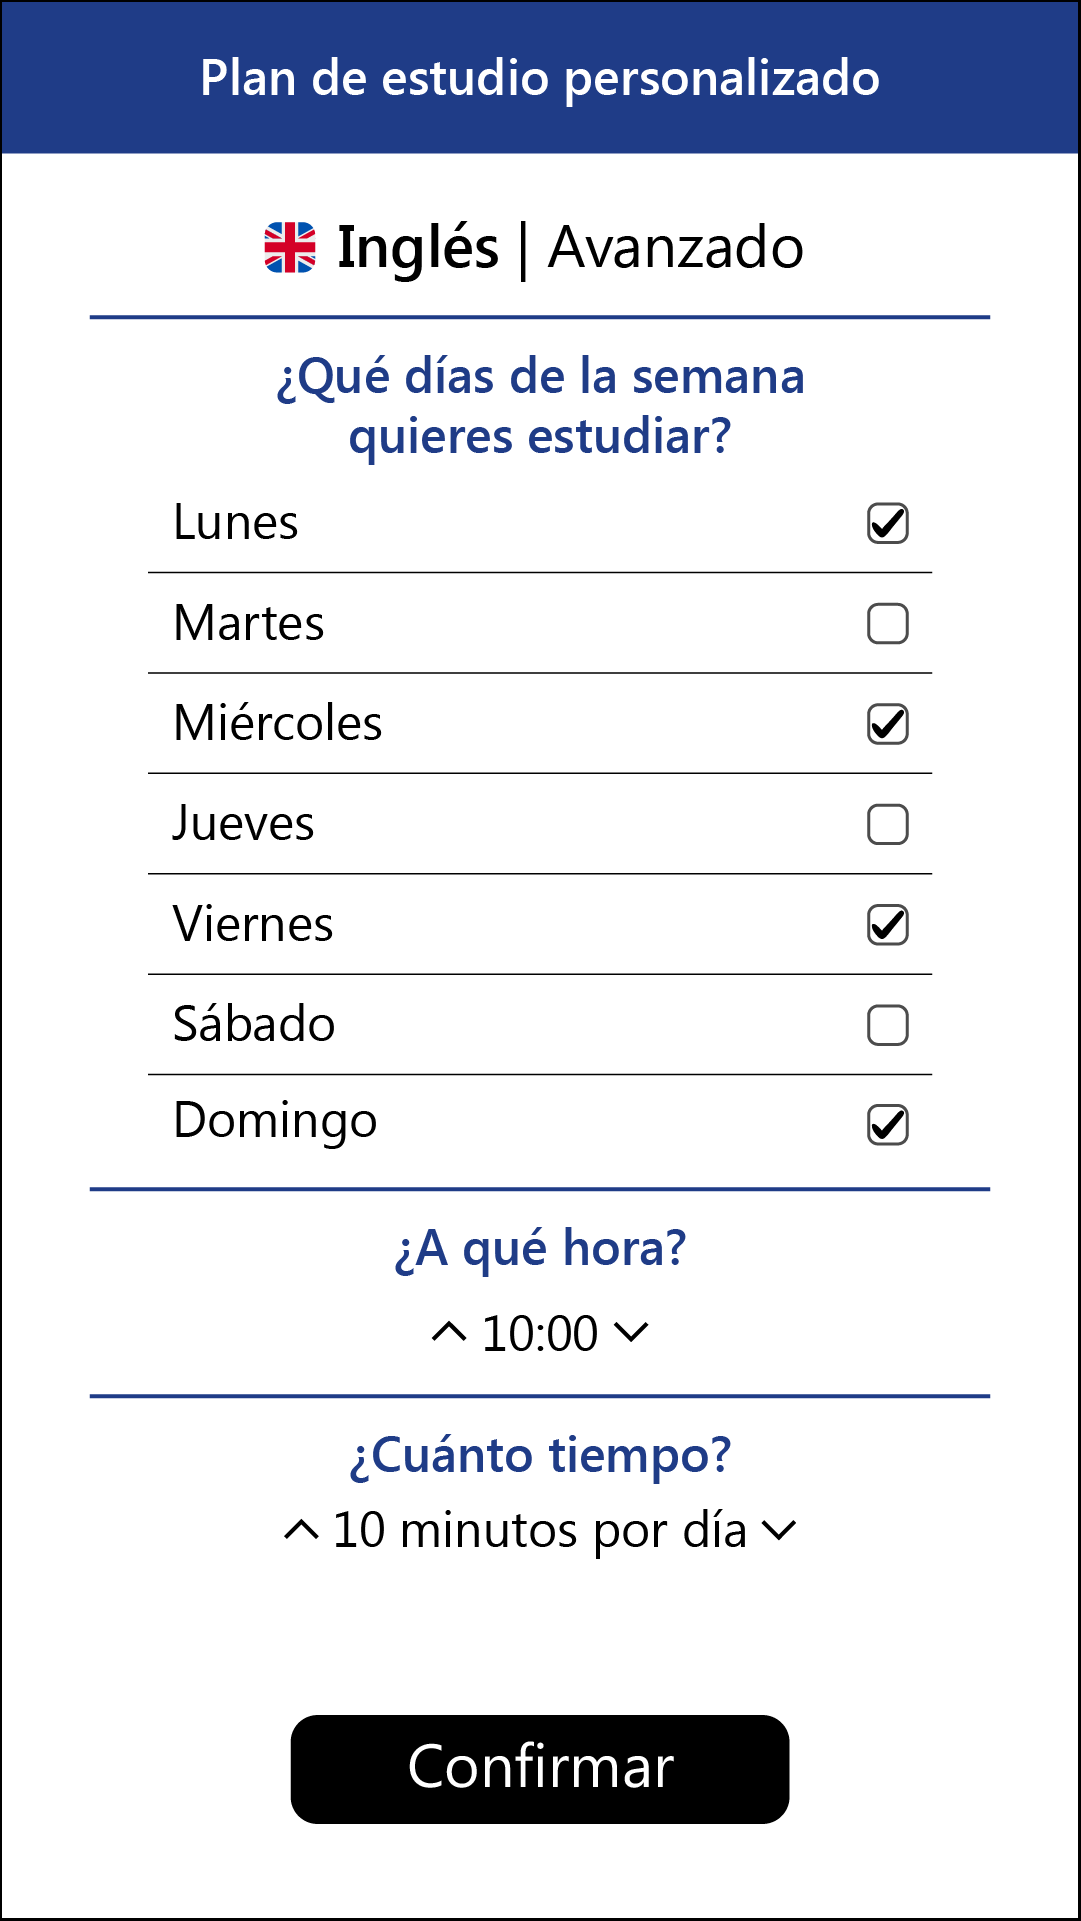 Plan de estudio personalizado
Inglés | Avanzado
¿Qué días de la semana
quieres estudiar?
Lunes
Martes
Miércoles
Jueves
Viernes
Sábado
Domingo
¿A qué hora?
10:00
¿Cuánto tiempo?
10 minutos por día
Confirmar